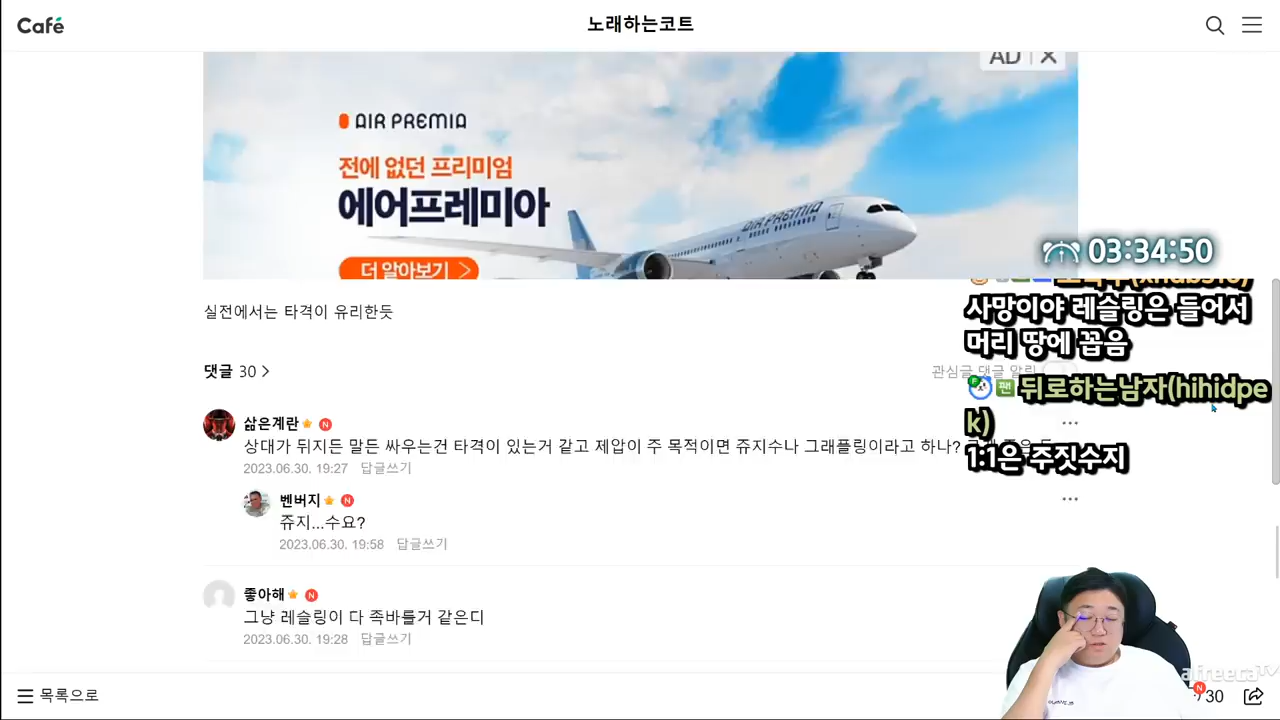 Café
노래하는코트
AD
AIR PREMIA
전에 없던 프리미엄
에어프레미아
AIR PREMIA
더 알아보기 >
03:34:50
사망이야 레슬링은 들어서
머리 땅에 꼽음
실전에서는 타격이 유리한듯
댓글 30 >
관심글 댓글 알림
팬 뒤로하는남자(hihidpe
k)
1:1은 주짓수지
삶은계란 N
상대가 뒤지든 말든 싸우는건 타격이 있는거 같고 제압이 주 목적이면 쥬지수나 그래플링이라고 하나?
2023.06.30. 19:27 답글쓰기
벤버지 N
쥬지...수요?
2023.06.30. 19:58 답글쓰기
좋아해 N
그냥 레슬링이 다 족바를거 같은디
2023.06.30. 19:28 답글쓰기
afreecaTV
목록으로
N
30